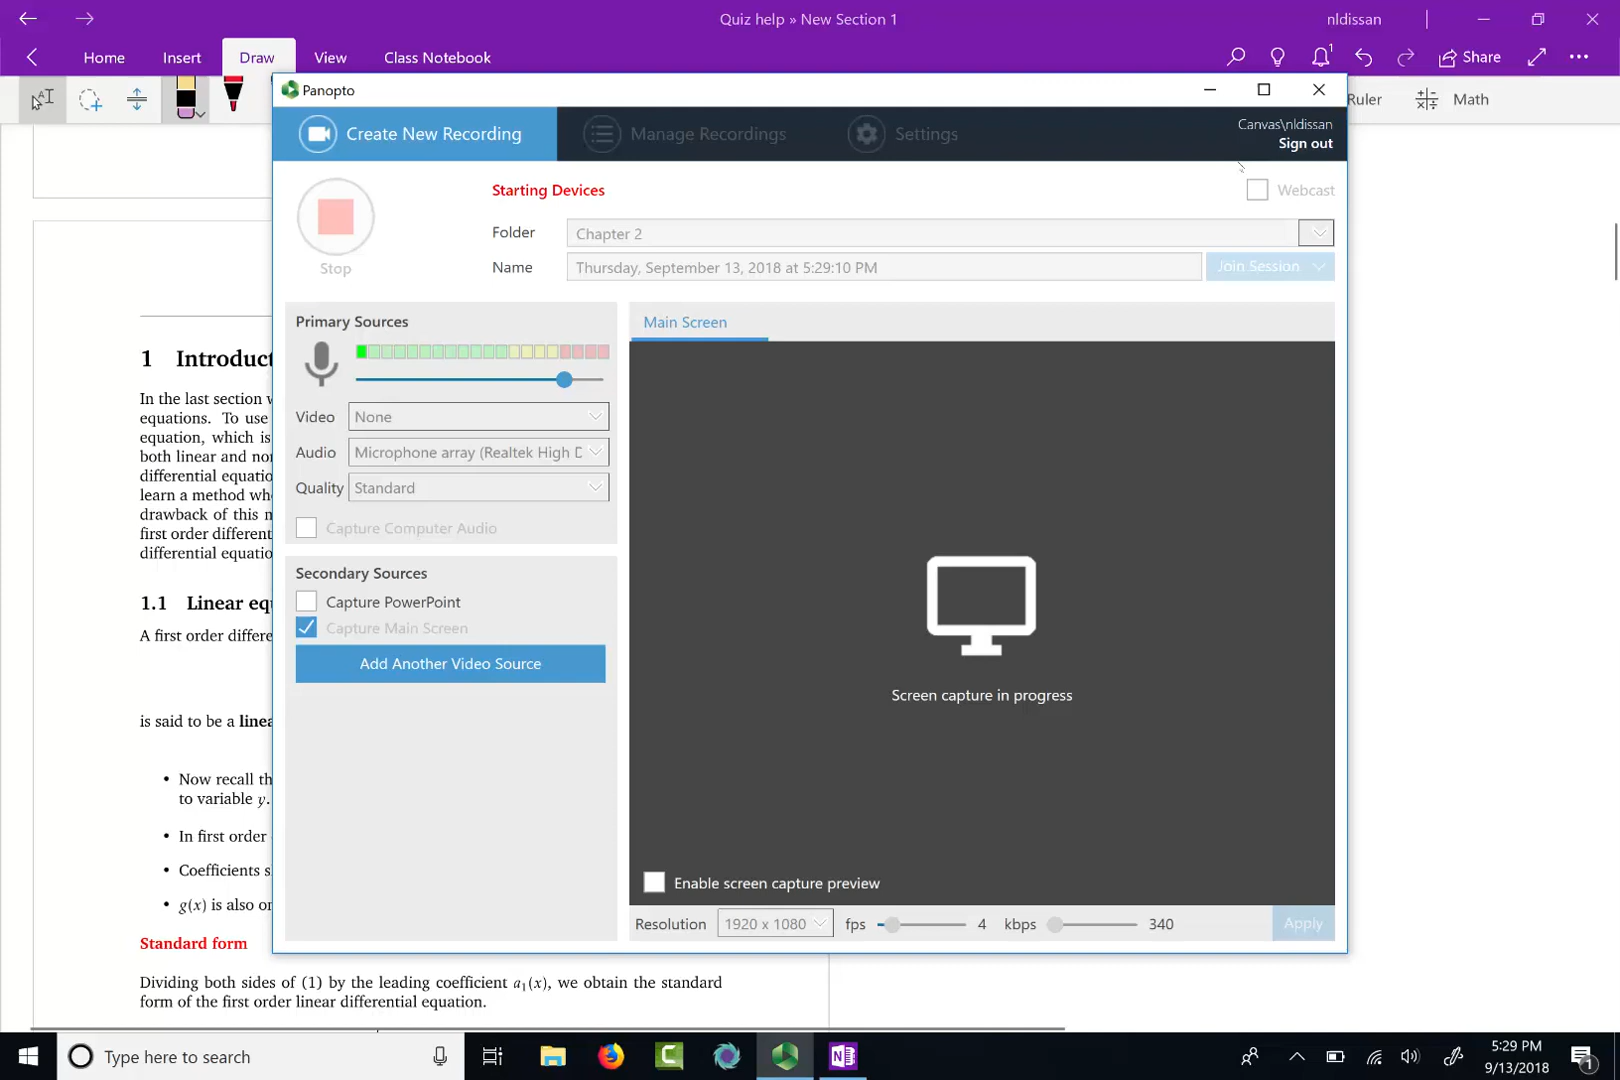 Quiz help » New Section 1
nldissan
Home
Insert
Draw
View
Class Notebook
1
Share
Ruler
Math
Panopto
Create New Recording
Manage Recordings
Settings
Canvas\nldissan
Sign out
Stop
Starting Devices
Webcast
Folder
Chapter 2
Name
Thursday, September 13, 2018 at 5:29:10 PM
Join Session
Primary Sources
Video
None
Audio
Microphone array (Realtek High
Quality
Standard
Capture Computer Audio
Secondary Sources
Capture PowerPoint
Capture Main Screen
Add Another Video Source
Main Screen
Screen capture in progress
Enable screen capture preview
Resolution
1920 x 1080
fps
4
kbps
340
Apply
1 Introduct
In the last section
equations. To use
equation, which is
both linear and
differential equatio
learn a method
drawback of this
first order different
differential equatio
1.1 Linear
A first order differe
is said to be a linea
• Now recall
to variable y.
• In first order
• Coefficients
• g(x) is also
Standard form
Dividing both sides of (1) by the leading coefficient a₁(x), we obtain the standard
form of the first order linear differential equation.
Type here to search
5:29 PM
9/13/2018
1